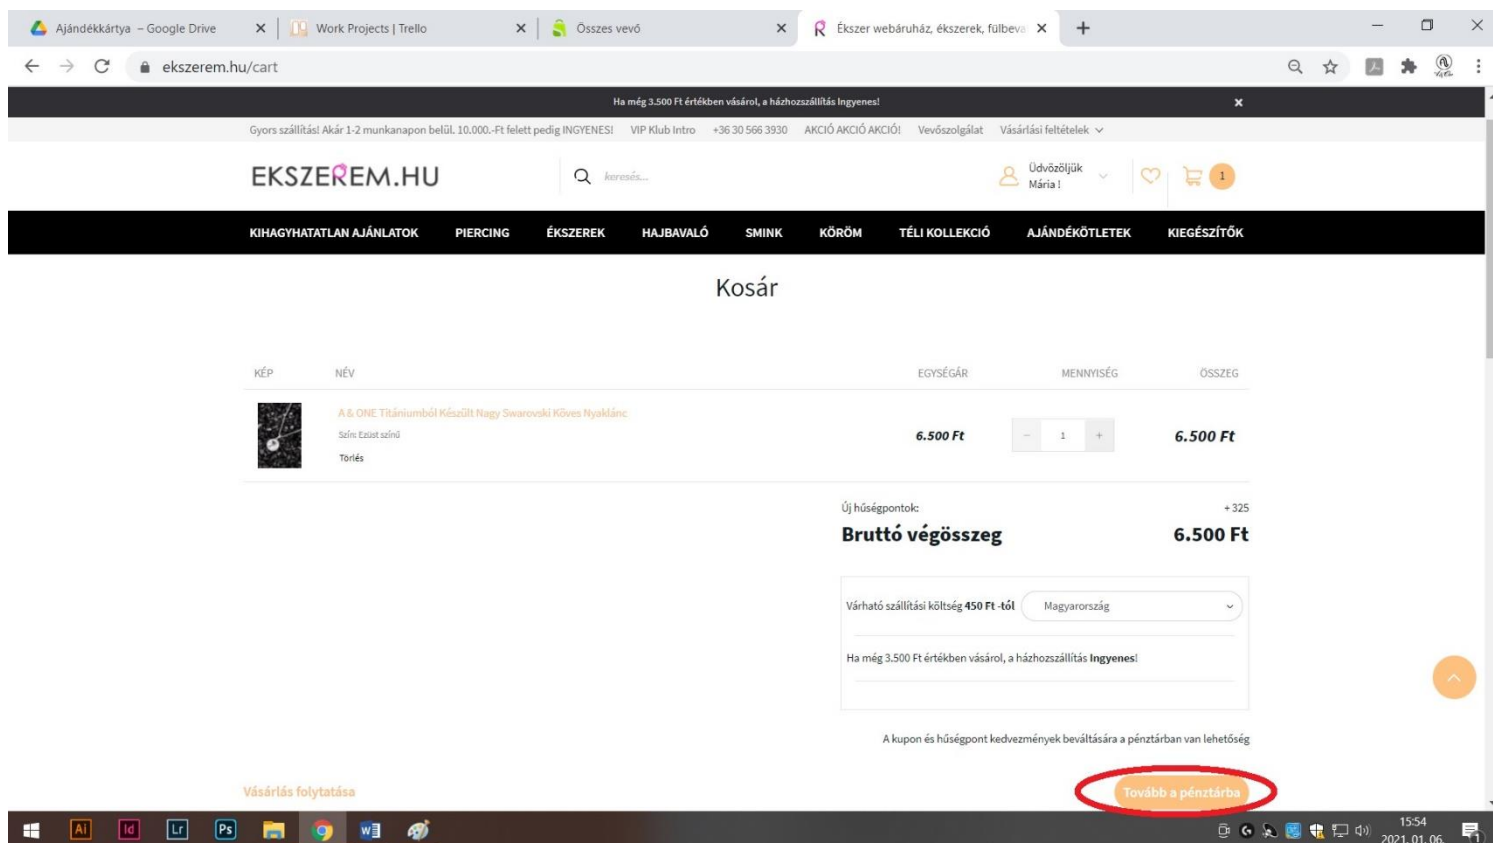 Ajándékkártya – Google Drive
Work Projects | Trello
Összes vevő
Ékszer webáruház, ékszerek, fülbeva
ekszerem.hu/cart
Ha még 3.500 Ft értékben vásárol, a házhozszállítás Ingyenes!
Gyors szállítás! Akár 1-2 munkanapon belül. 10.000.-Ft felett pedig INGYENES! VIP Klub Intro +36 30 566 3930 AKCIÓ AKCIÓ AKCIÓ! Vevőszolgálat Vásárlási feltételek
EKSZEREM.HU
keresés...
Üdvözöljük
Mária !
1
KIHAGYHATATLAN AJÁNLATOK PIERCING ÉKSZEREK HAJBAVALÓ SMINK KÖRÖM TÉLI KOLLEKCIÓ AJÁNDÉKÖTLETEK KIEGÉSZÍTŐK
Kosár
KÉP NÉV EGYSÉGÁR MENNYISÉG ÖSSZEG
A & ONE Titániumból Készült Nagy Swarovski Köves Nyaklánc
Szín: Ezüst színű
Törlés
6.500 Ft – 1 + 6.500 Ft
Új hűségpontok: + 325
Bruttó végösszeg 6.500 Ft
Várható szállítási költség 450 Ft -tól Magyarország
Ha még 3.500 Ft értékben vásárol, a házhozszállítás Ingyenes!
A kupon és hűségpont kedvezmények beváltására a pénztárban van lehetőség
Vásárlás folytatása Tovább a pénztárba
Ai Id Lr Ps
15:54
2021. 01. 06.
1